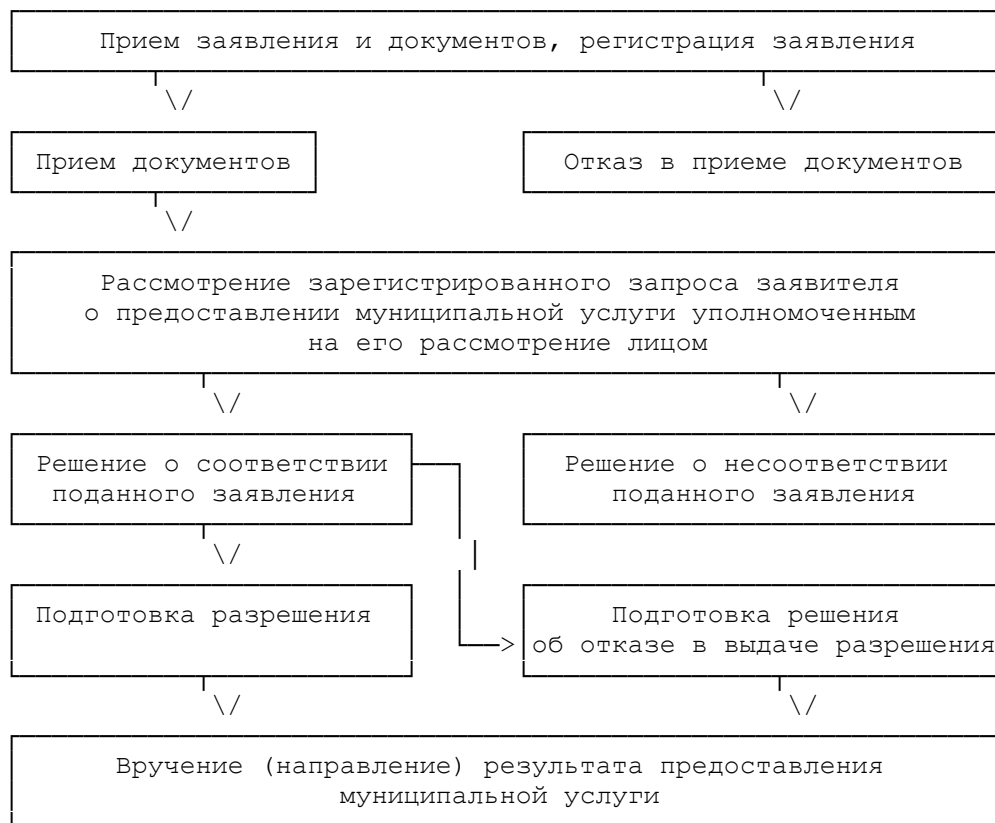 Прием заявления и документов, регистрация заявления
Прием документов
Отказ в приеме документов
Рассмотрение зарегистрированного запроса заявителя
о предоставлении муниципальной услуги уполномоченным
на его рассмотрение лицом
Решение о соответствии
поданного заявления
Решение о несоответствии
поданного заявления
Подготовка разрешения
Подготовка решения
об отказе в выдаче разрешения
Вручение (направление) результата предоставления
муниципальной услуги